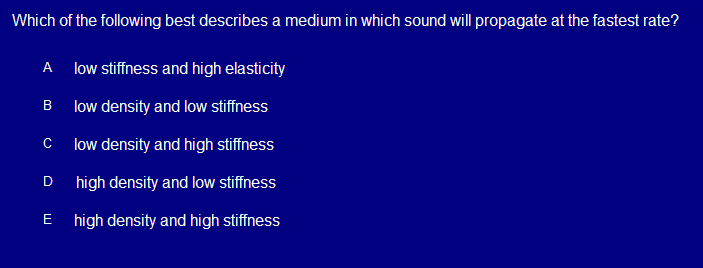 Which of the following best describes a medium in which sound will propagate at the fastest rate?
A low stiffness and high elasticity
B low density and low stiffness
C low density and high stiffness
D high density and low stiffness
E high density and high stiffness